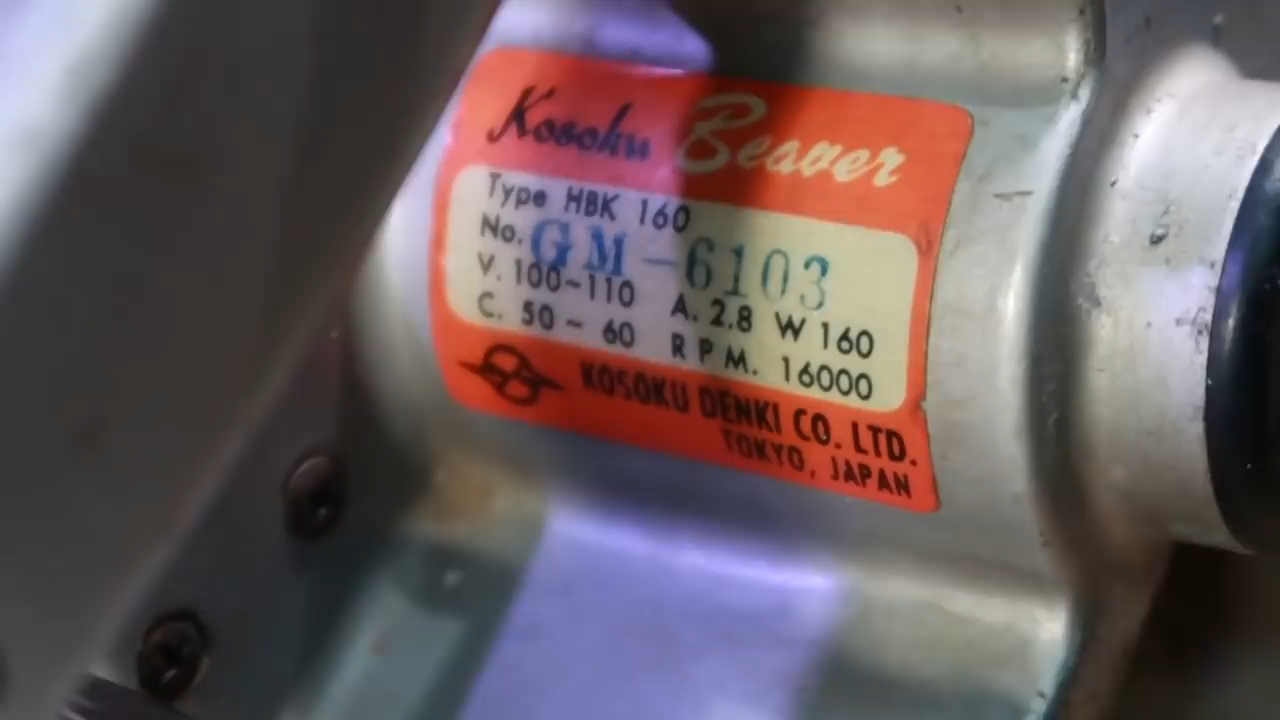 Kosoku Beaver
Type HBK 160
No. GM-6103
V. 100~110 A. 2.8 W 160
C. 50~ 60 RPM. 16000
KOSOKU DENKI CO. LTD.
TOKYO, JAPAN